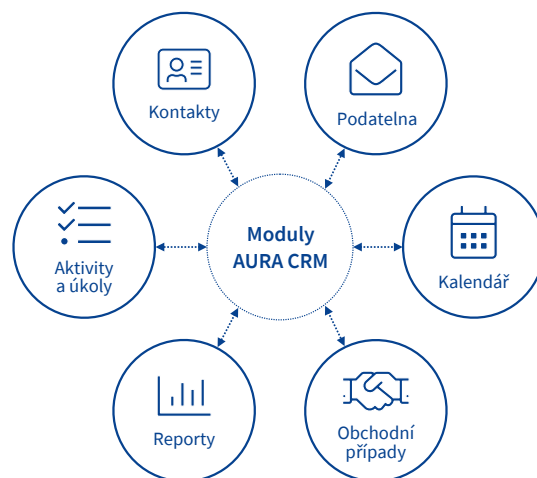 Kontakty
Podatelna
Moduly
AURA CRM
Aktivity
a úkoly
Kalendář
Reporty
Obchodní
případy